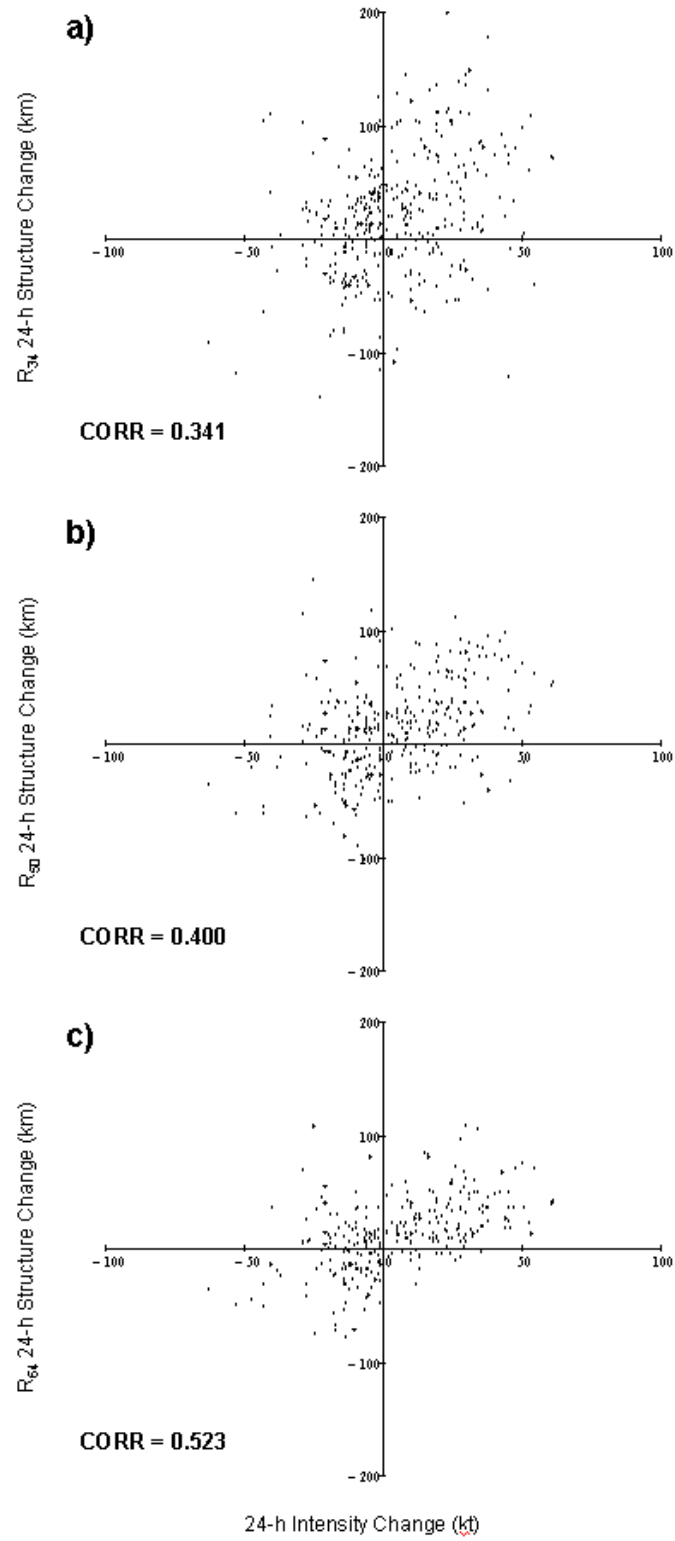 a)
200
100
-100
-50
0
50
100
-100
-200
R34 24-h Structure Change (km)
CORR = 0.341
b)
200
100
-100
-50
0
50
100
-100
-200
R50 24-h Structure Change (km)
CORR = 0.400
c)
200
100
-100
-50
0
50
100
-100
-200
R64 24-h Structure Change (km)
CORR = 0.523
24-h Intensity Change (kt)